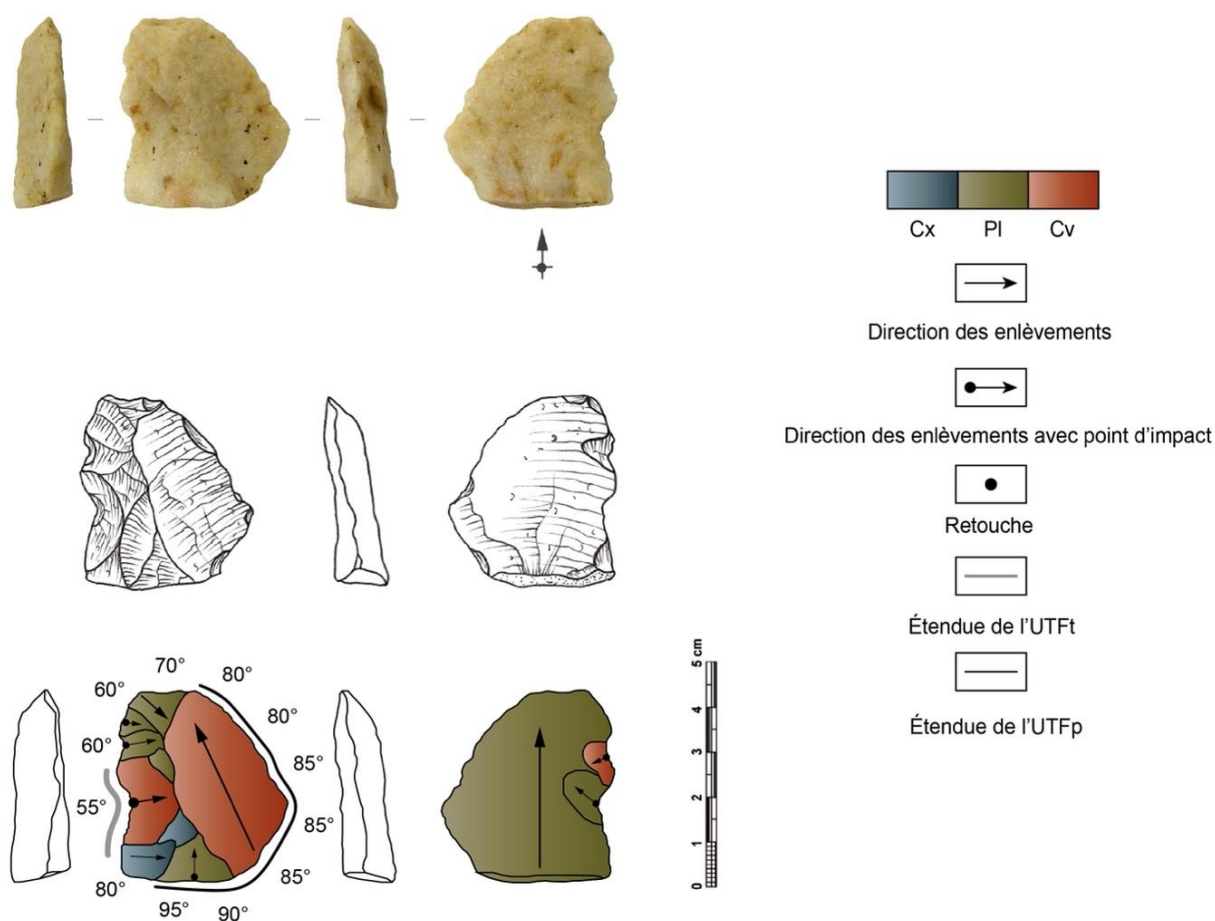 Cx Pl Cv
Direction des enlèvements
Direction des enlèvements avec point d'impact
Retouche
Étendue de l'UTFt
Étendue de l'UTFp
70°
80°
60°
80°
60°
85°
55°
85°
85°
80°
95°
90°
5 cm
4
3
2
1
0